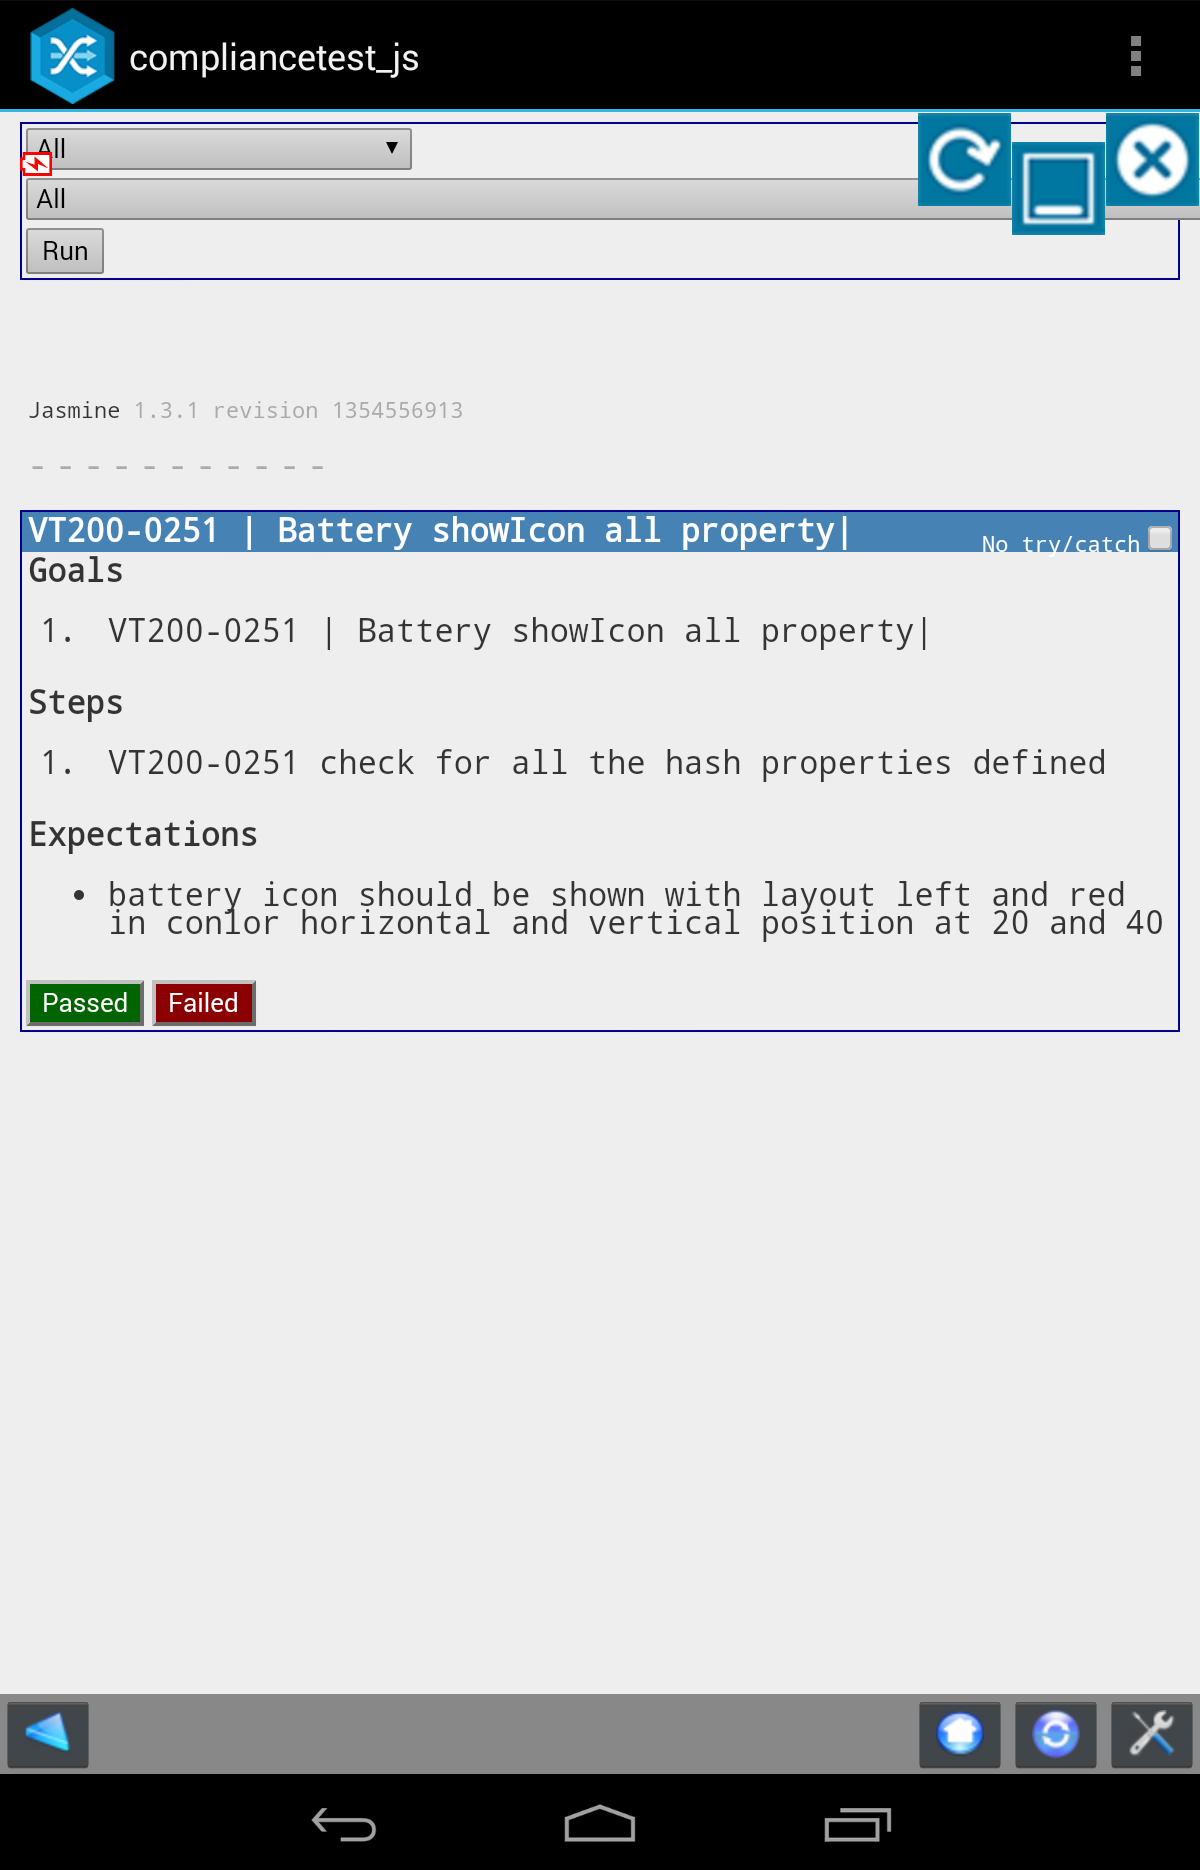 compliancetest_js
All
All
Run
Jasmine 1.3.1 revision 1354556913
- - - - - - - - - - -
VT200-0251 | Battery showIcon all property|
No try/catch
Goals
1. VT200-0251 | Battery showIcon all property|
Steps
1. VT200-0251 check for all the hash properties defined
Expectations
• battery icon should be shown with layout left and red
in conlor horizontal and vertical position at 20 and 40
Passed Failed